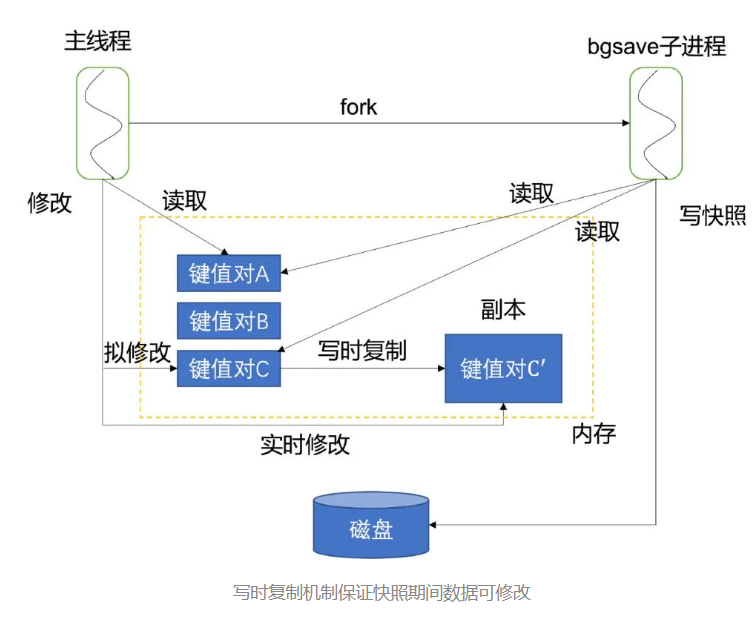 主线程
bgsave子进程
fork
修改
读取
读取
写快照
读取
键值对A
键值对B
副本
拟修改
键值对C
写时复制
键值对C′
实时修改
内存
磁盘
写时复制机制保证快照期间数据可修改